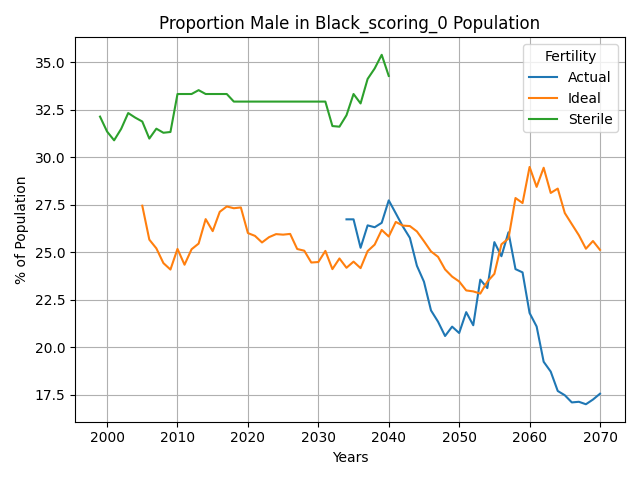 Proportion Male in Black_scoring_0 Population
Fertility
Actual
Ideal
Sterile
% of Population
35.0
32.5
30.0
27.5
25.0
22.5
20.0
17.5
2000 2010 2020 2030 2040 2050 2060 2070
Years